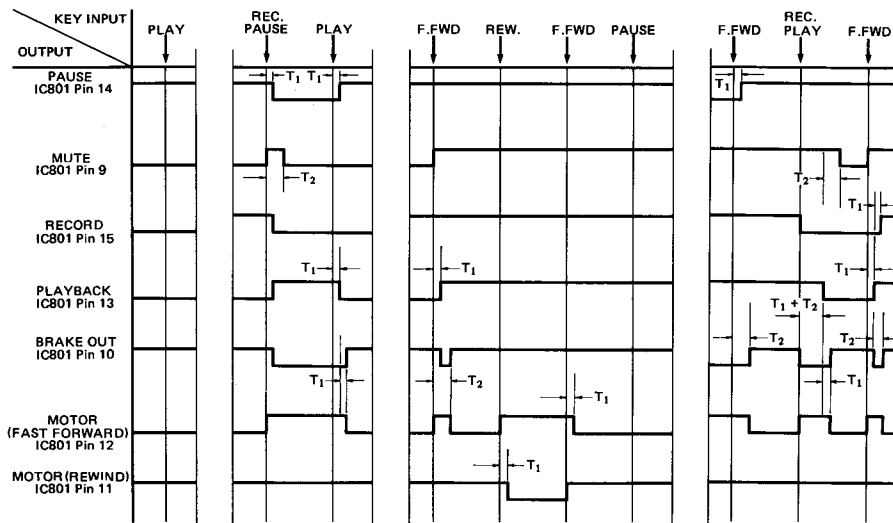 KEY INPUT
OUTPUT
PLAY
REC.
PAUSE
PLAY
F.FWD
REW.
F.FWD
PAUSE
F.FWD
REC.
PLAY
F.FWD
PAUSE
IC801 Pin 14
T1
T1
T1
MUTE
IC801 Pin 9
T2
T2
T1
RECORD
IC801 Pin 15
T1
T1
T1
PLAYBACK
IC801 Pin 13
T1 + T2
BRAKE OUT
IC801 Pin 10
T2
T2
T1
T2
T1
MOTOR
(FAST FORWARD)
IC801 Pin 12
T1
MOTOR (REWIND)
IC801 Pin 11
T1